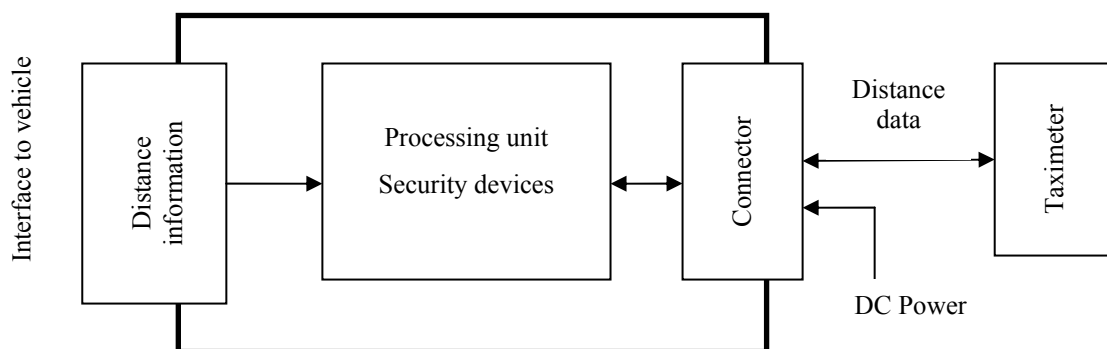 Interface to vehicle
Distance
information
Processing unit
Security devices
Connector
Distance
data
DC Power
Taximeter